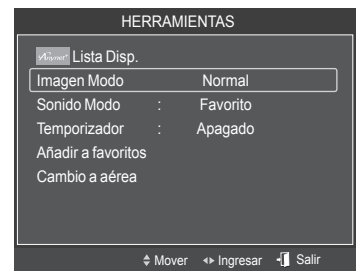 HERRAMIENTAS
Anynet+ Lista Disp.
Imagen Modo Normal
Sonido Modo : Favorito
Temporizador : Apagado
Añadir a favoritos
Cambio a aérea
Mover Ingresar Salir